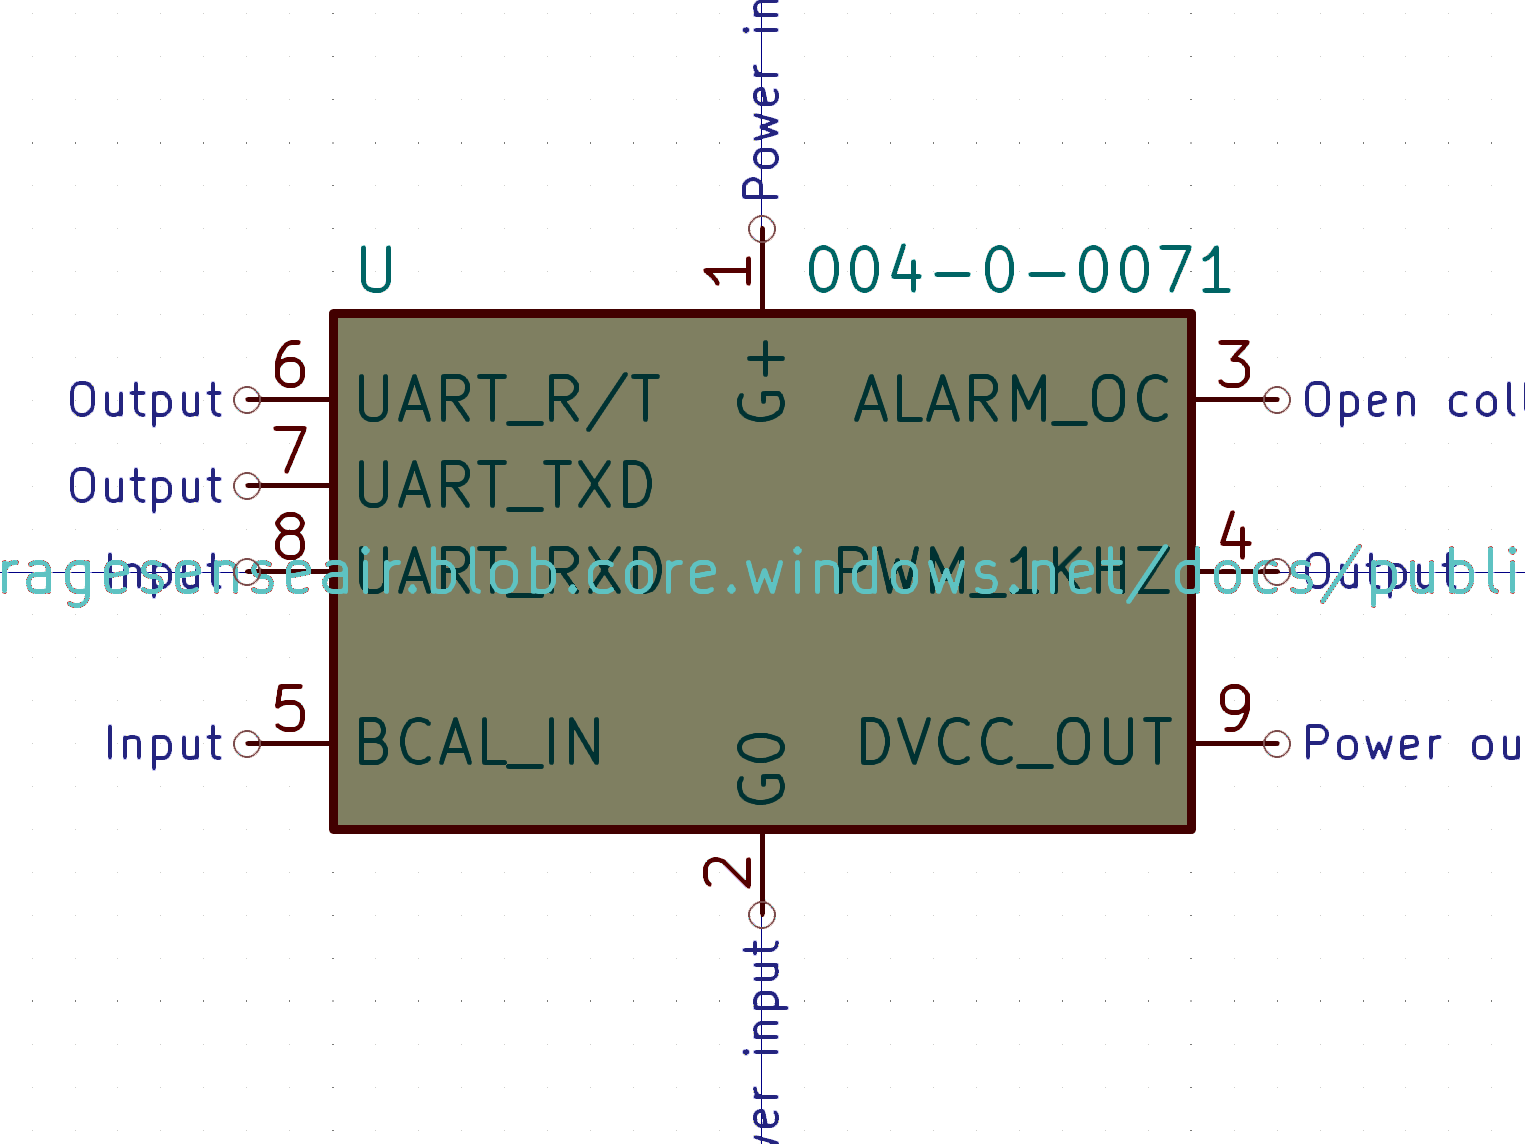 Power in
U
1
004-0-0071
6
G+
3
Output
UART_R/T
ALARM_OC
Open coll
7
Output
UART_TXD
8
4
Input
UART_RXD
PWM_1KHZ
Output
ragesenseair.blob.core.windows.net/docs/publi
5
9
Input
BCAL_IN
G0
DVCC_OUT
Power ou
2
wer input